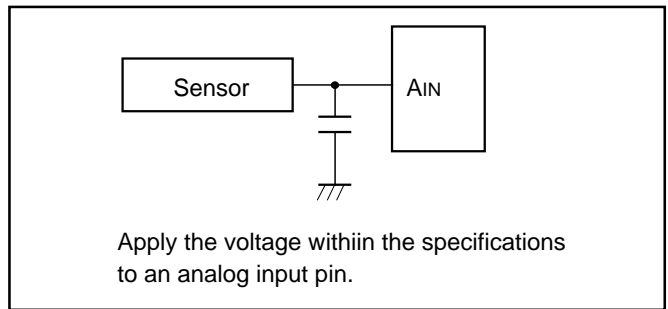 Sensor
AIN
Apply the voltage withiin the specifications
to an analog input pin.